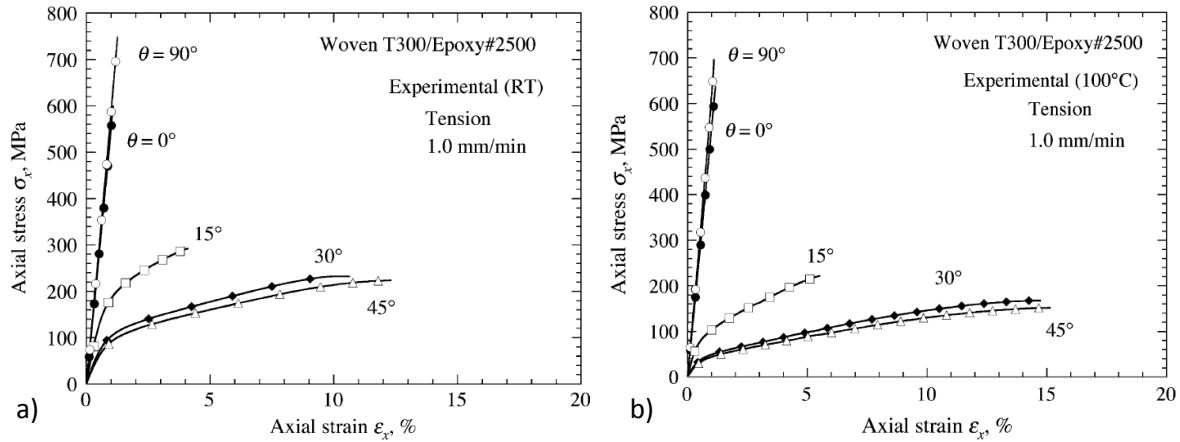 800
700
600
500
400
300
200
100
0
Axial stress σx, MPa
Woven T300/Epoxy#2500
θ = 90°
Experimental (RT)
Tension
θ = 0°
1.0 mm/min
15°
30°
45°
0 5 10 15 20
a)
Axial strain εx, %
800
700
600
500
400
300
200
100
0
Axial stress σx, MPa
Woven T300/Epoxy#2500
θ = 90°
Experimental (100°C)
Tension
θ = 0°
1.0 mm/min
15°
30°
45°
0 5 10 15 20
b)
Axial strain εx, %